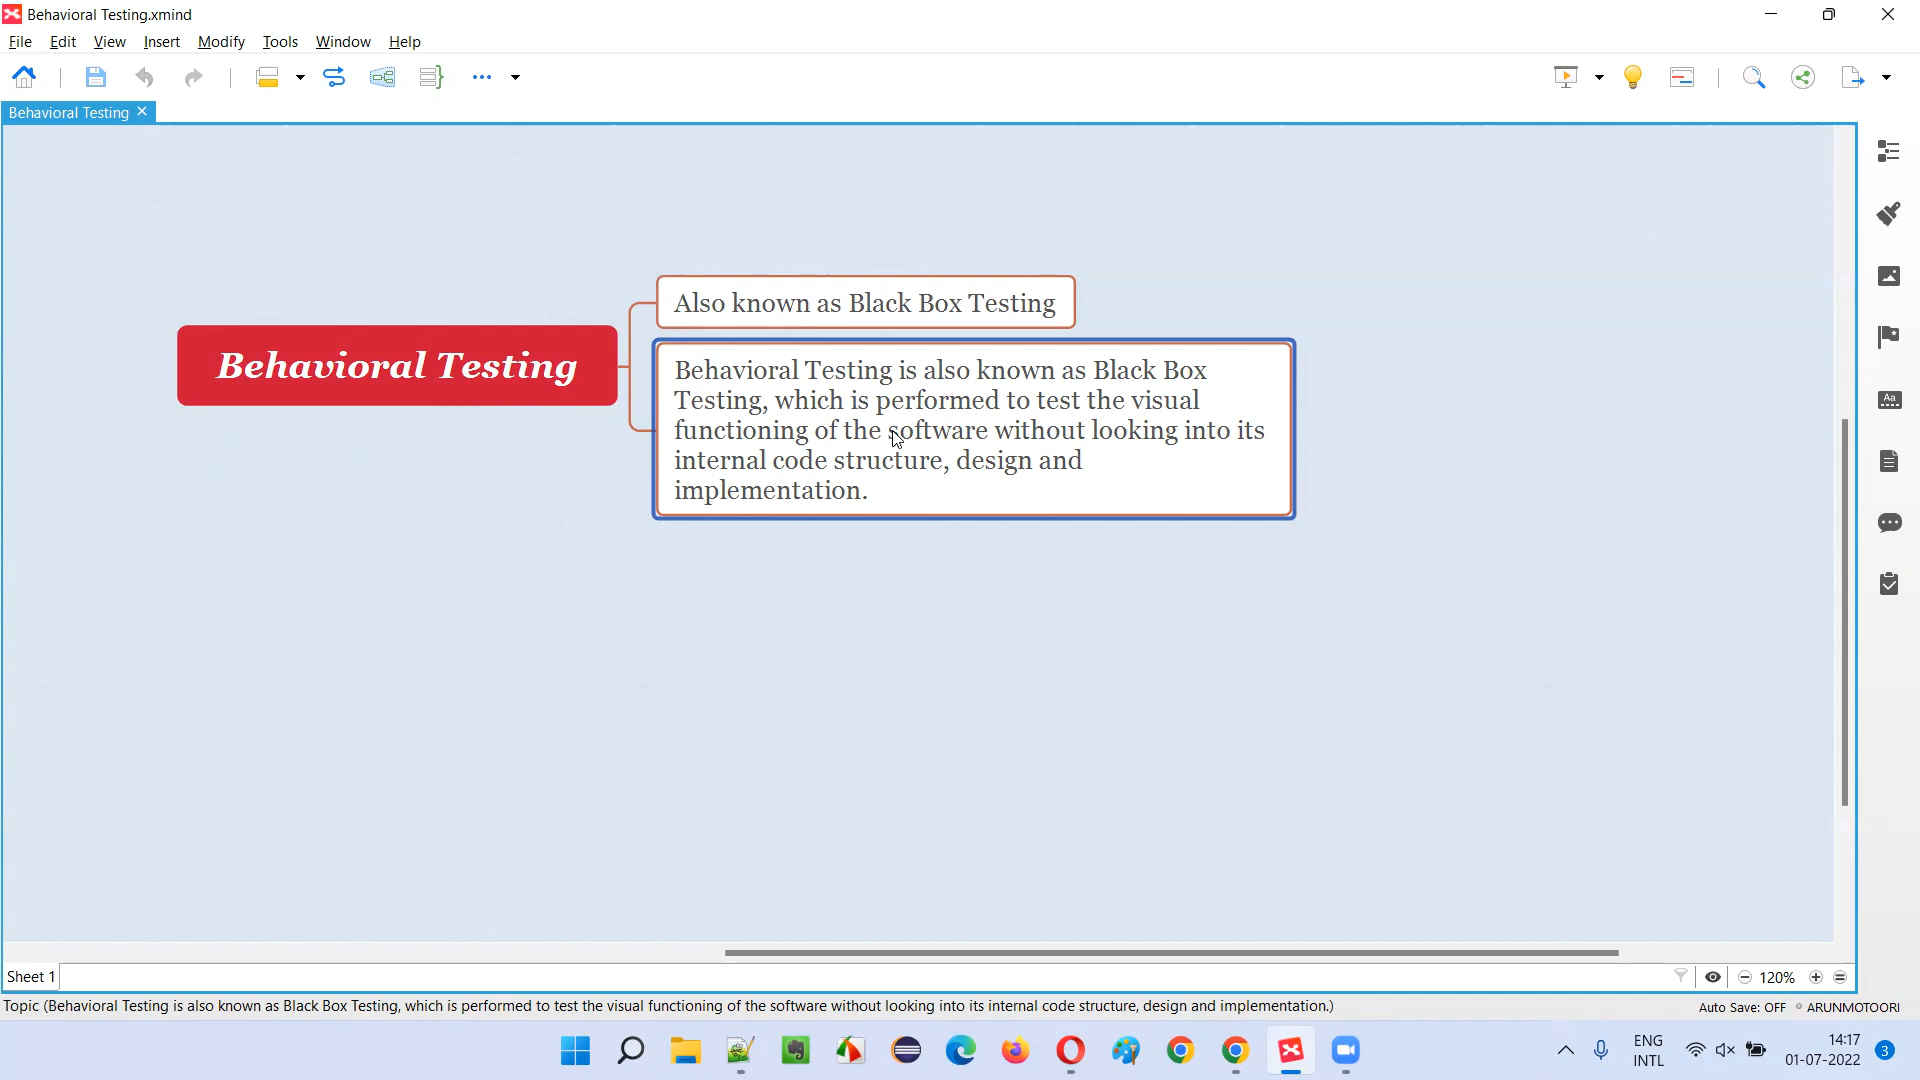 Behavioral Testing.xmind
File Edit View Insert Modify Tools Window Help
Behavioral Testing
Also known as Black Box Testing
Behavioral Testing
Behavioral Testing is also known as Black Box
Testing, which is performed to test the visual
functioning of the software without looking into its
internal code structure, design and
implementation.
Aa
Sheet 1
120%
Topic (Behavioral Testing is also known as Black Box Testing, which is performed to test the visual functioning of the software without looking into its internal code structure, design and implementation.)
Auto Save: OFF ARUNMOTOORI
ENG
INTL
14:17
01-07-2022
3